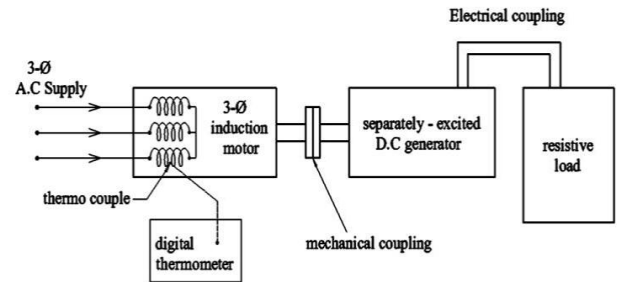 Electrical coupling
3-Ø
A.C Supply
3-Ø
induction
motor
separately - excited
D.C generator
resistive
load
thermo couple
digital
thermometer
mechanical coupling